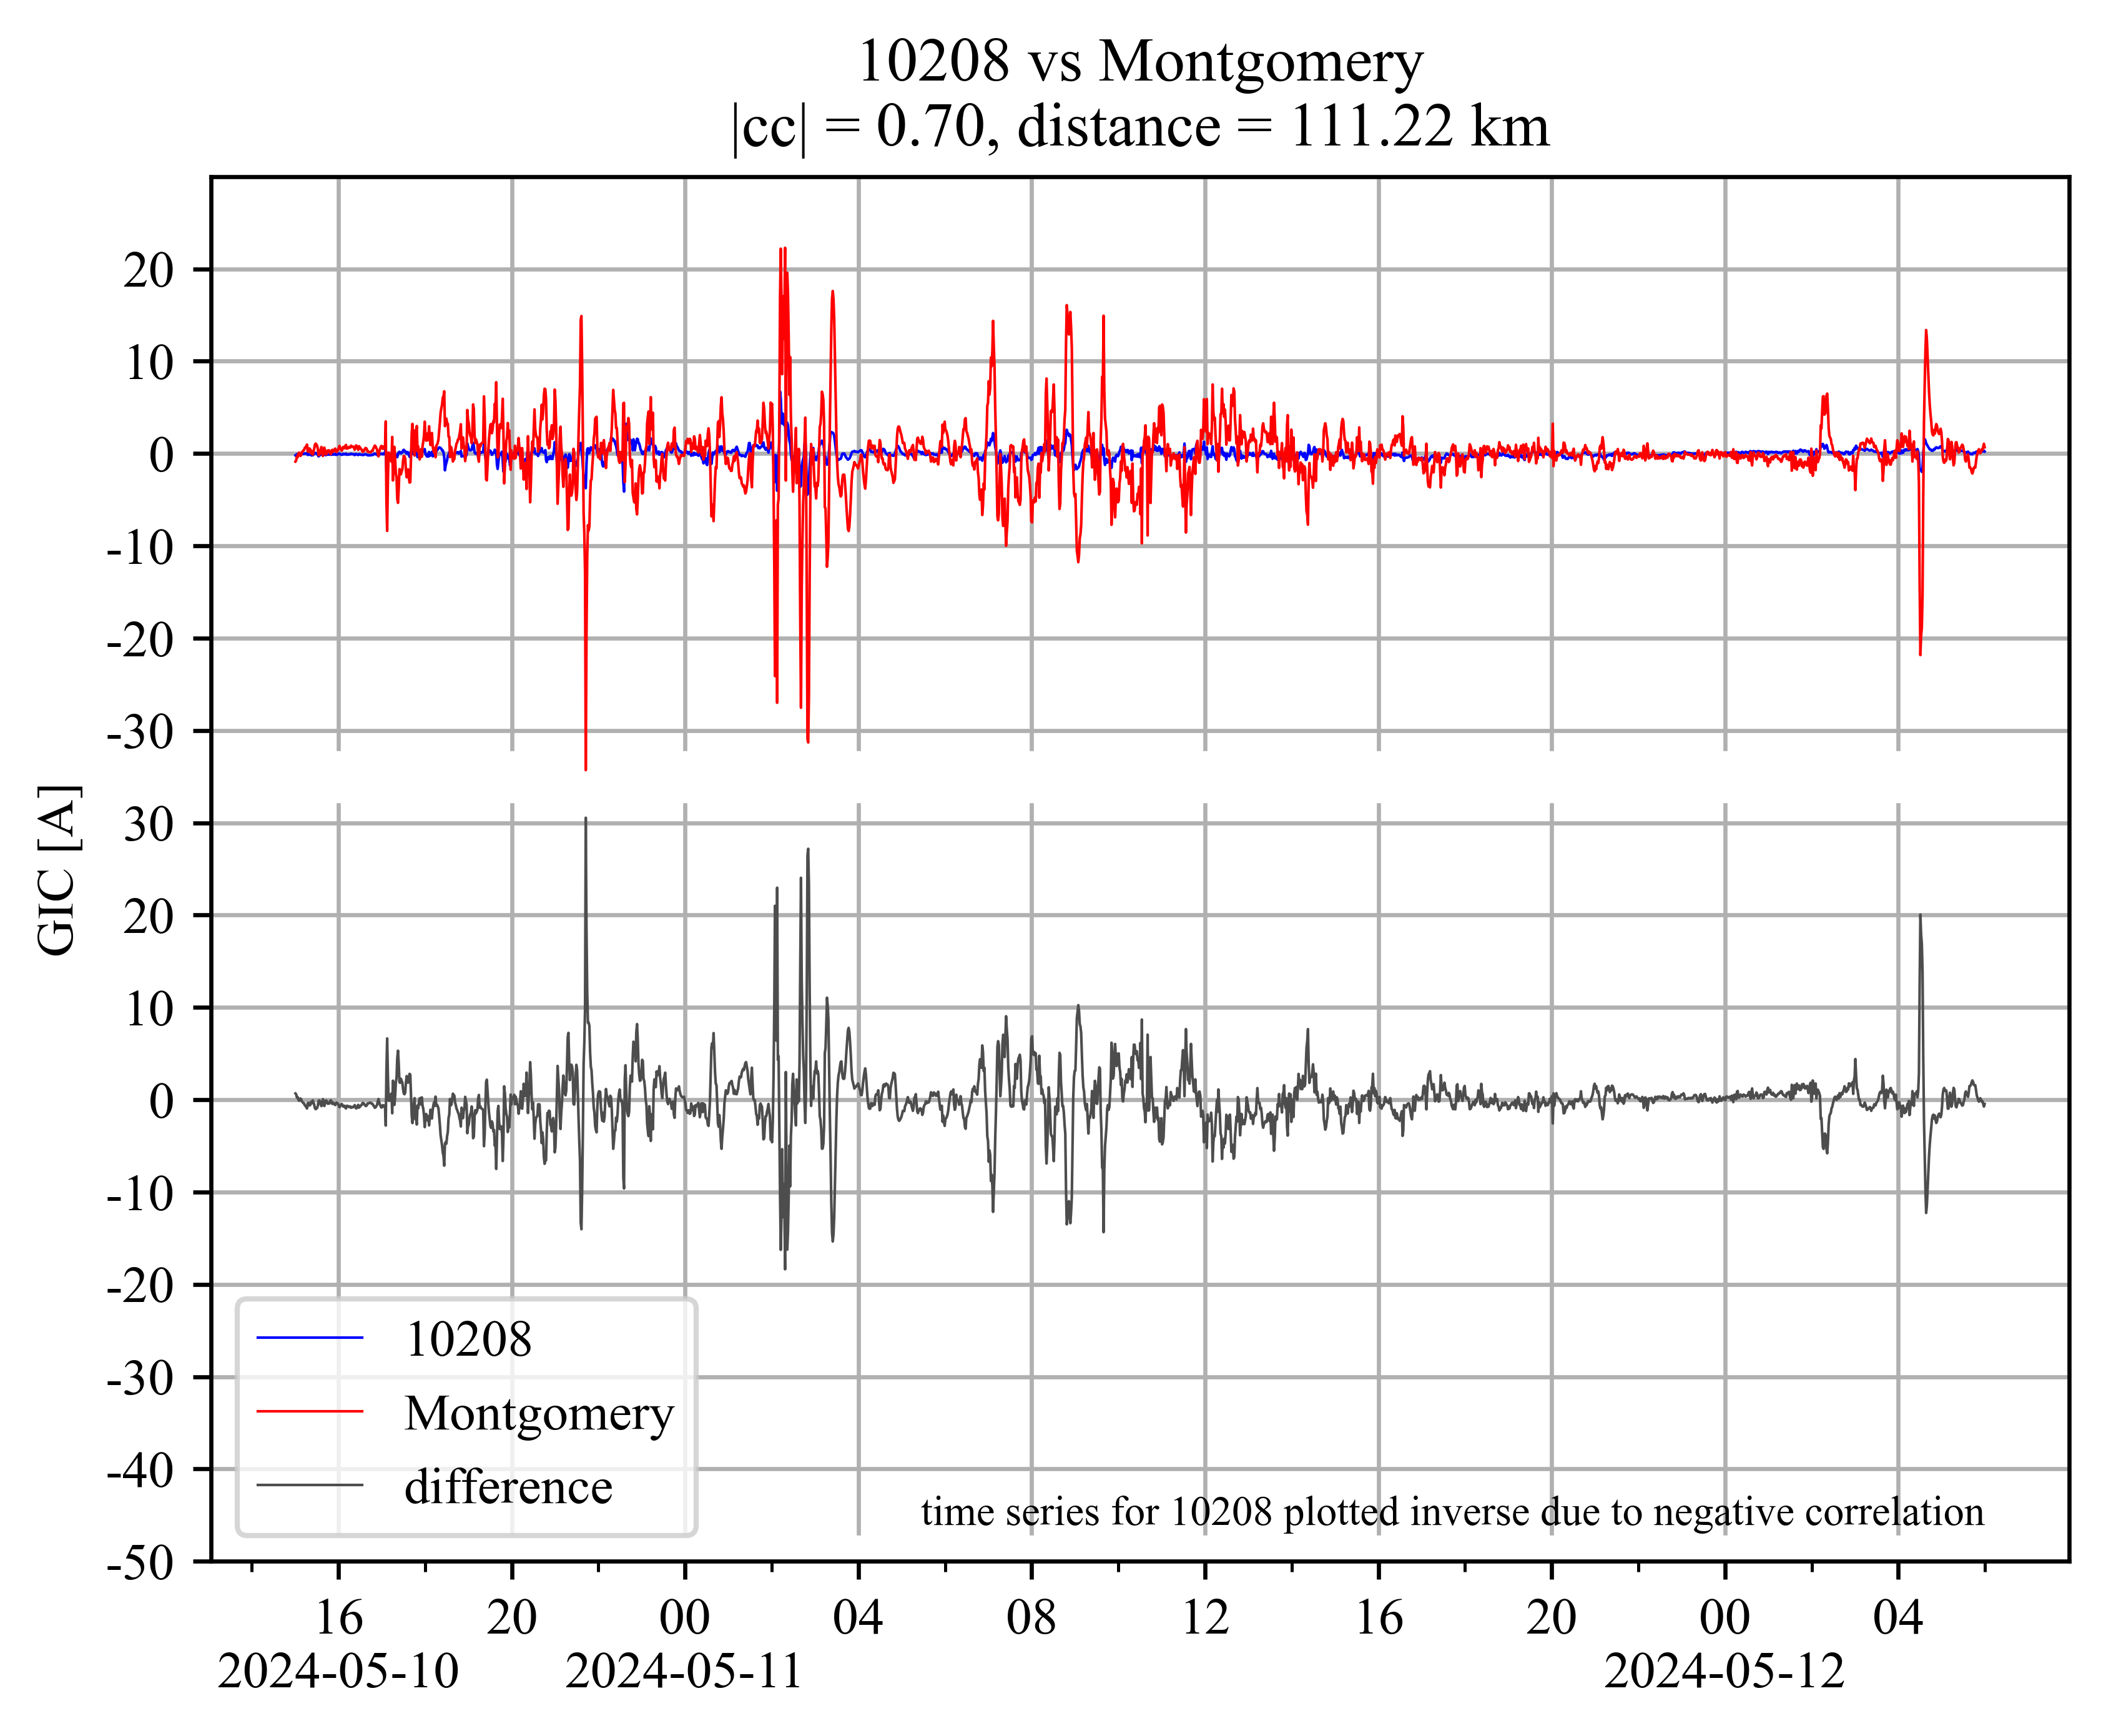 10208 vs Montgomery
|cc| = 0.70, distance = 111.22 km
GIC [A]
20
10
0
-10
-20
-30
30
20
10
0
-10
-20
-30
-40
-50
10208
Montgomery
difference
time series for 10208 plotted inverse due to negative correlation
16 20 00 04 08 12 16 20 00 04
2024-05-10 2024-05-11 2024-05-12